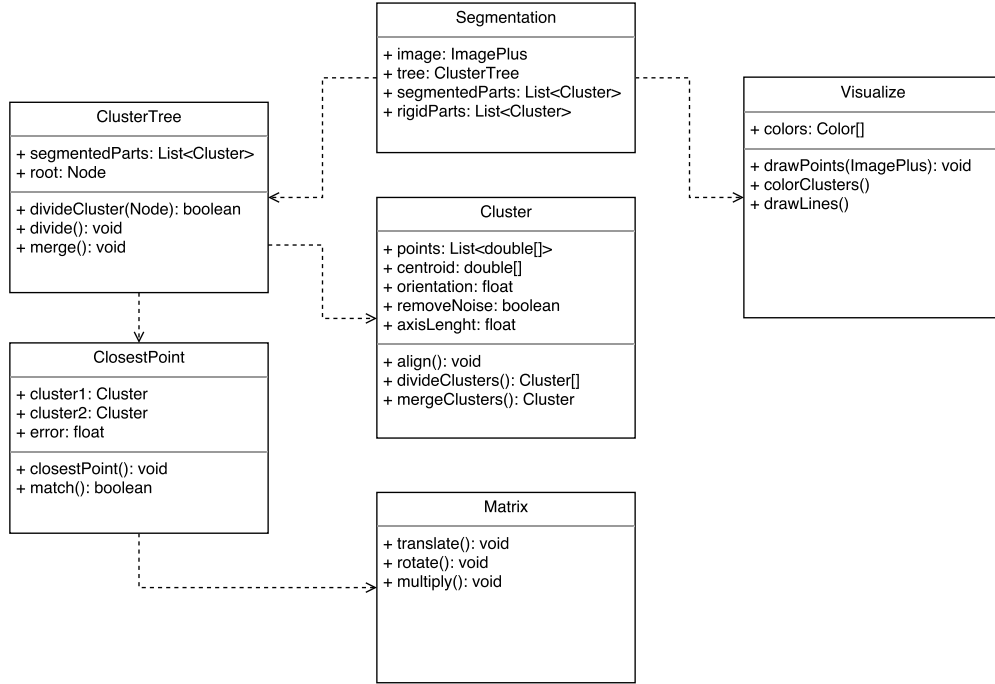 Segmentation
+ image: ImagePlus
+ tree: ClusterTree
+ segmentedParts: List<Cluster>
+ rigidParts: List<Cluster>
Visualize
+ colors: Color[]
+ drawPoints(ImagePlus): void
+ colorClusters()
+ drawLines()
ClusterTree
+ segmentedParts: List<Cluster>
+ root: Node
+ divideCluster(Node): boolean
+ divide(): void
+ merge(): void
Cluster
+ points: List<double[]>
+ centroid: double[]
+ orientation: float
+ removeNoise: boolean
+ axisLenght: float
+ align(): void
+ divideClusters(): Cluster[]
+ mergeClusters(): Cluster
ClosestPoint
+ cluster1: Cluster
+ cluster2: Cluster
+ error: float
+ closestPoint(): void
+ match(): boolean
Matrix
+ translate(): void
+ rotate(): void
+ multiply(): void